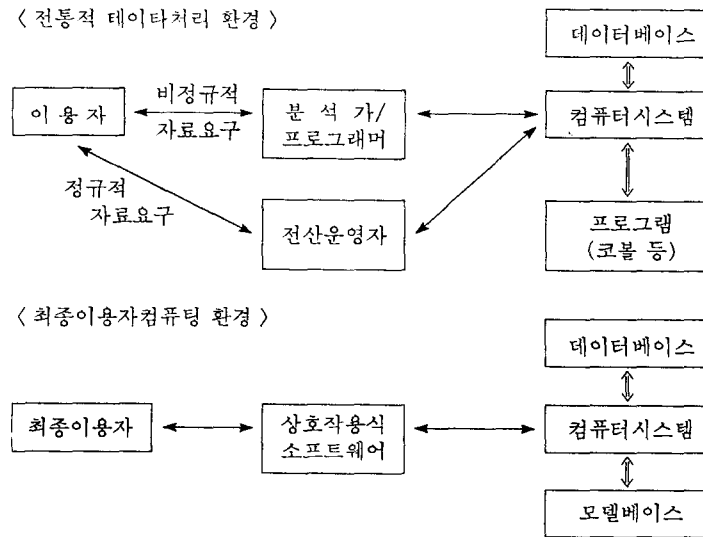 〈 전통적 테이타처리 환경 〉
데이터베이스
이 용 자
비정규적
자료요구
분 석 가/
프로그래머
컴퓨터시스템
정규적
자료요구
전산운영자
프로그램
(코볼 등)
〈 최종이용자컴퓨팅 환경 〉
데이터베이스
최종이용자
상호작용식
소프트웨어
컴퓨터시스템
모델베이스